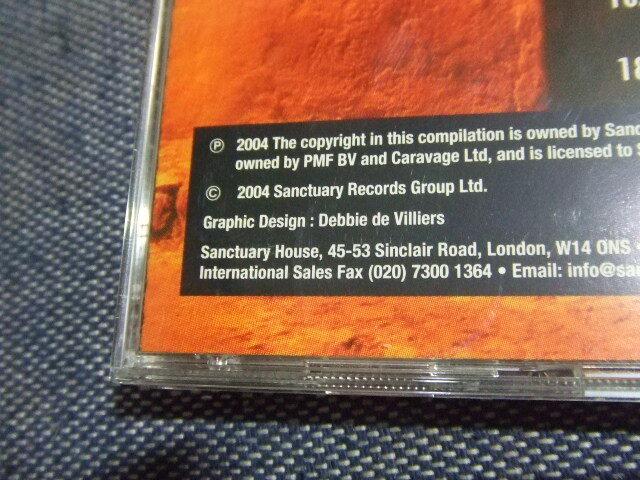 18
℗ 2004 The copyright in this compilation is owned by
owned by PMF BV and Caravage Ltd, and is licensed to
© 2004 Sanctuary Records Group Ltd.
Graphic Design : Debbie de Villiers
Sanctuary House, 45-53 Sinclair Road, London, W14 0NS
International Sales Fax (020) 7300 1364 • Email: info@sa